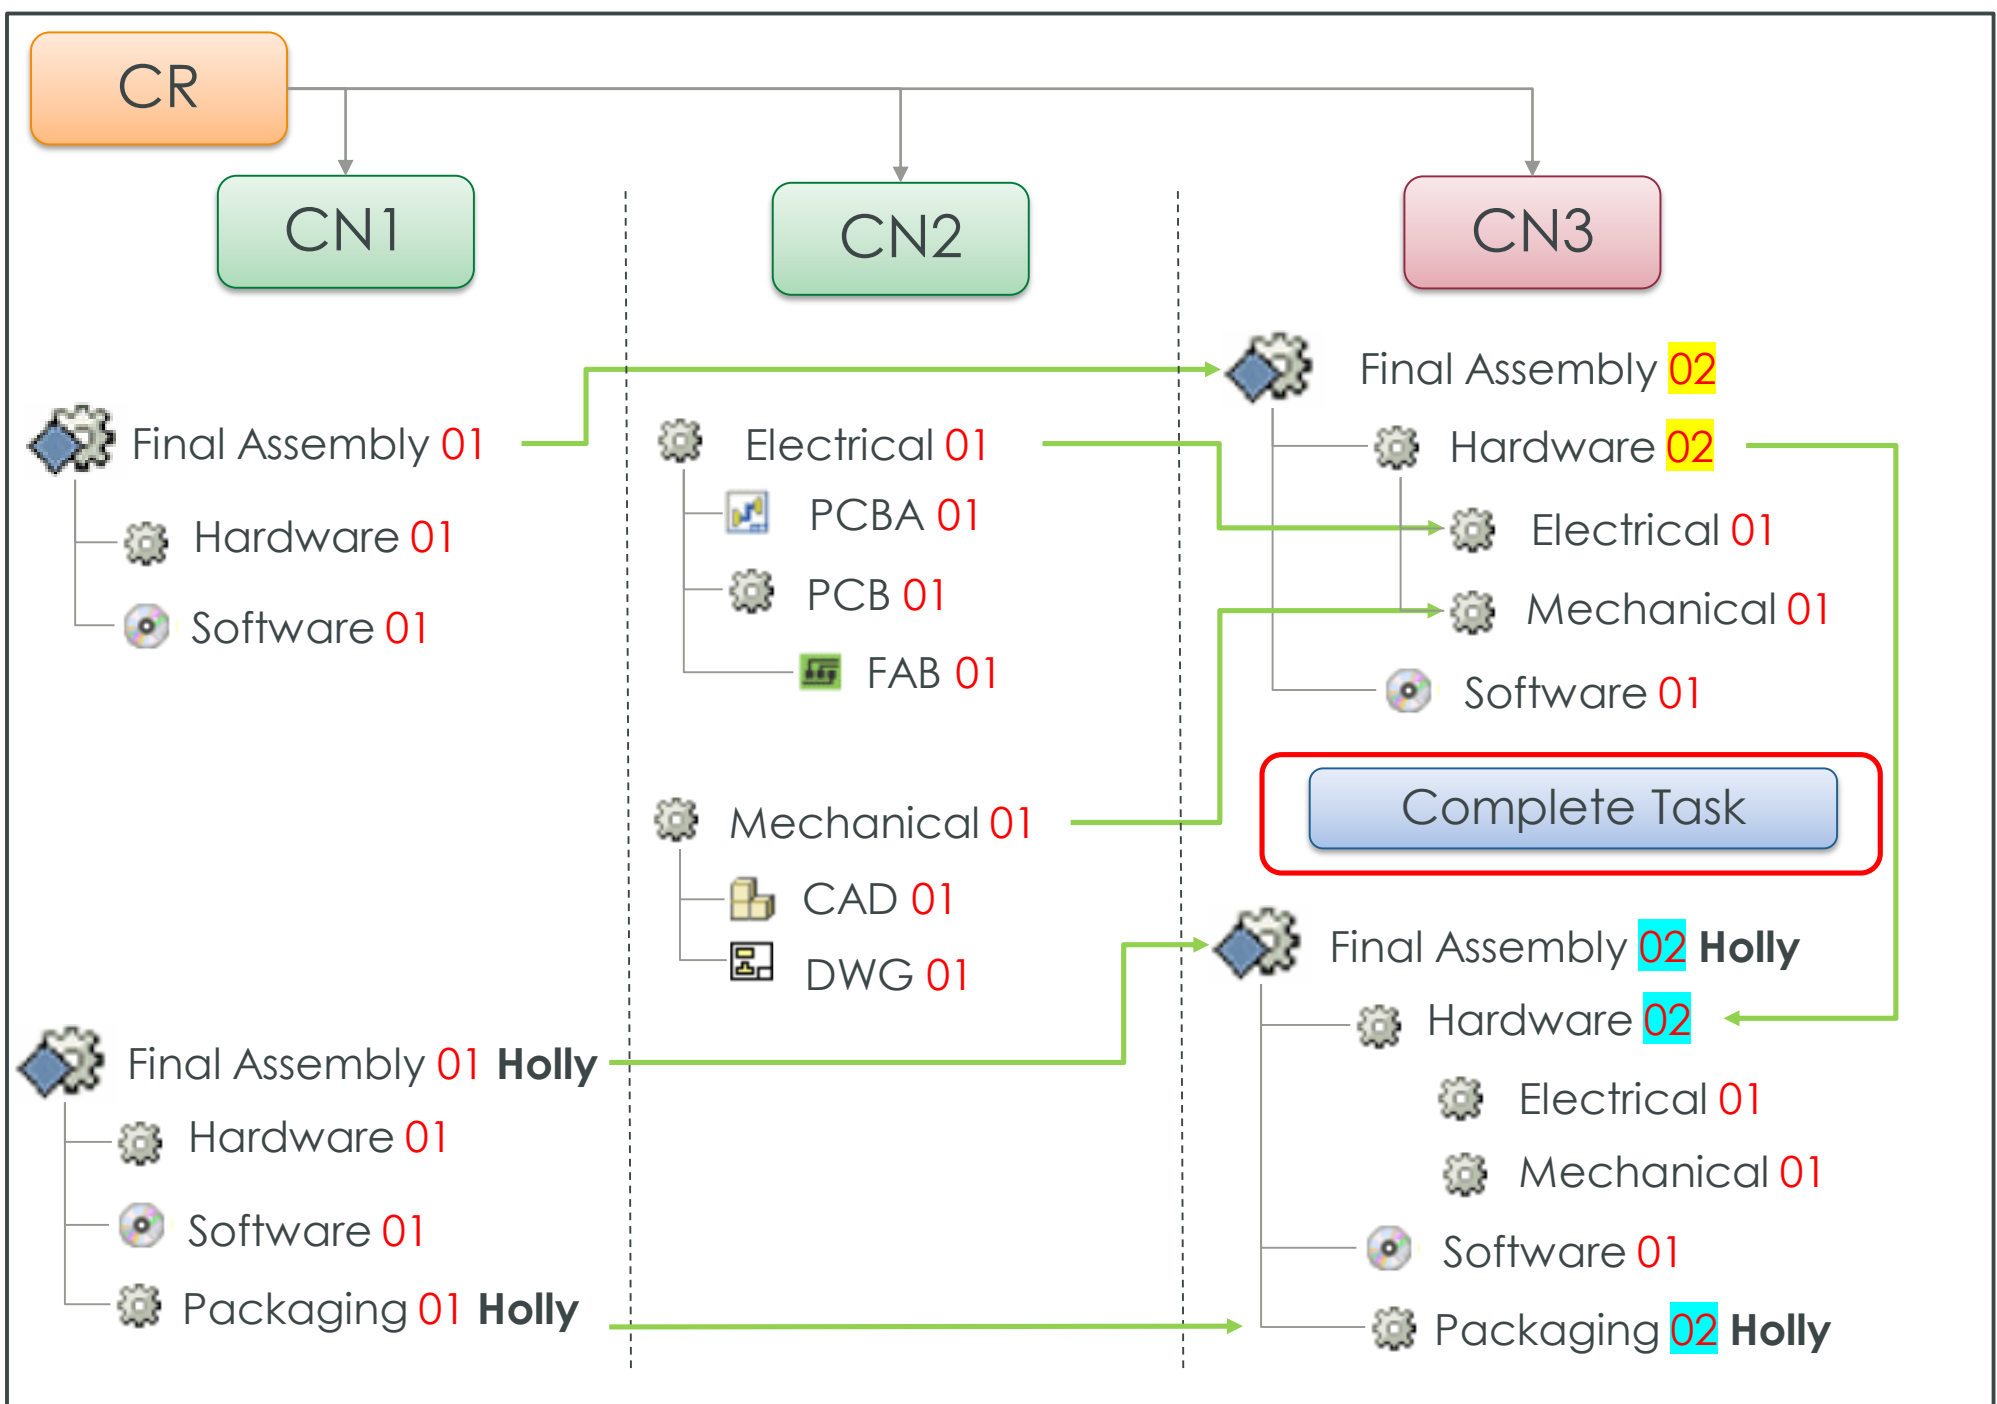 CR
CN1
CN2
CN3
Final Assembly 01
Hardware 01
Software 01
Final Assembly 01 Holly
Hardware 01
Software 01
Packaging 01 Holly
Electrical 01
PCBA 01
PCB 01
FAB 01
Mechanical 01
CAD 01
DWG 01
Final Assembly 02
Hardware 02
Electrical 01
Mechanical 01
Software 01
Complete Task
Final Assembly 02 Holly
Hardware 02
Electrical 01
Mechanical 01
Software 01
Packaging 02 Holly